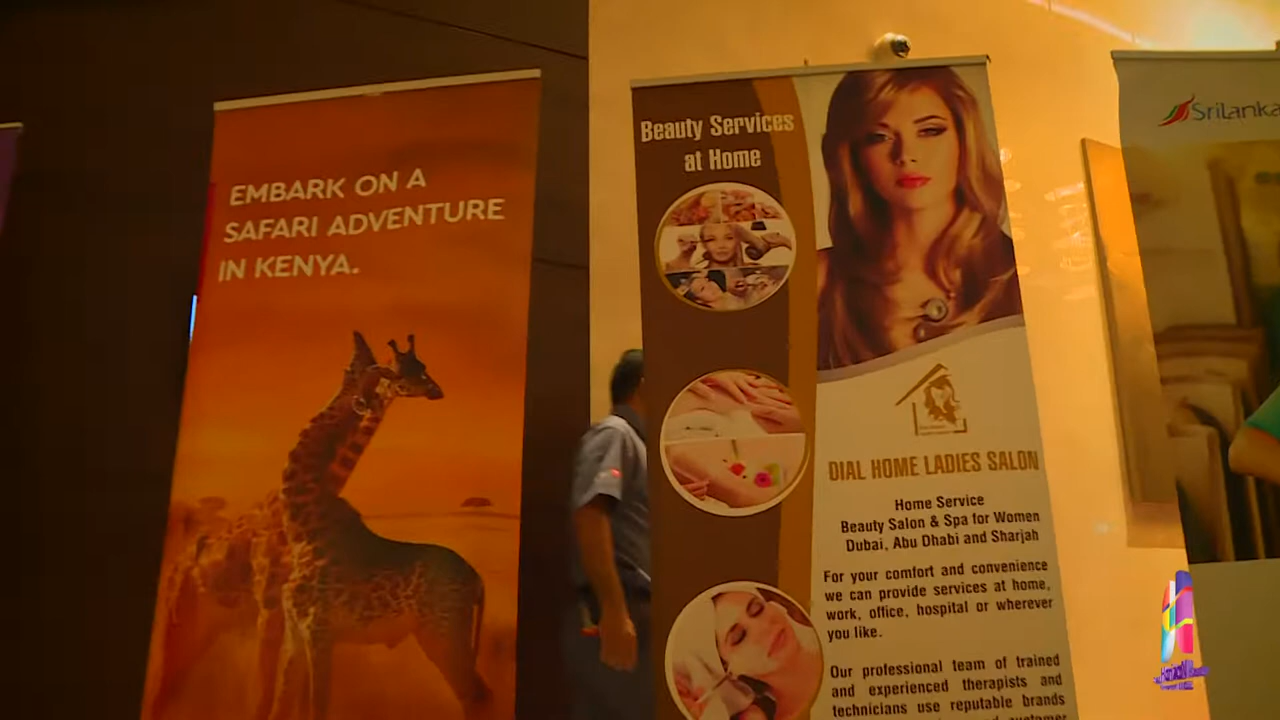 EMBARK ON A
SAFARI ADVENTURE
IN KENYA.
Beauty Services
at Home
DIAL HOME LADIES SALON
Home Service
Beauty Salon & Spa for Women
Dubai, Abu Dhabi and Sharjah
For your comfort and convenience
we can provide services at home,
work, office, hospital or wherever
you like.
Our professional team of trained
and experienced therapists and
technicians use reputable brands
customer
SriLanka